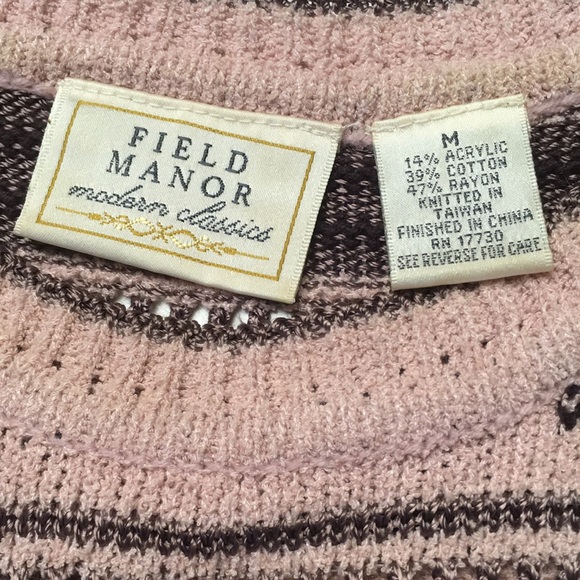 FIELD
MANOR
modern classics
M
14% ACRYLIC
39% COTTON
47% RAYON
KNITTED IN
TAIWAN
FINISHED IN CHINA
RN 17730
SEE REVERSE FOR CARE